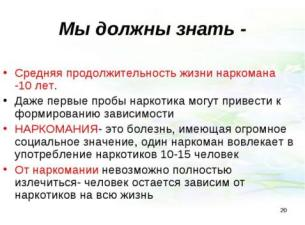 Мы должны знать -
• Средняя продолжительность жизни наркомана
-10 лет.
• Даже первые пробы наркотика могут привести к
формированию зависимости
• НАРКОМАНИЯ- это болезнь, имеющая огромное
социальное значение, один наркоман вовлекает в
употребление наркотиков 10-15 человек
• От наркомании невозможно полностью
излечиться- человек остается зависим от
наркотиков на всю жизнь
20